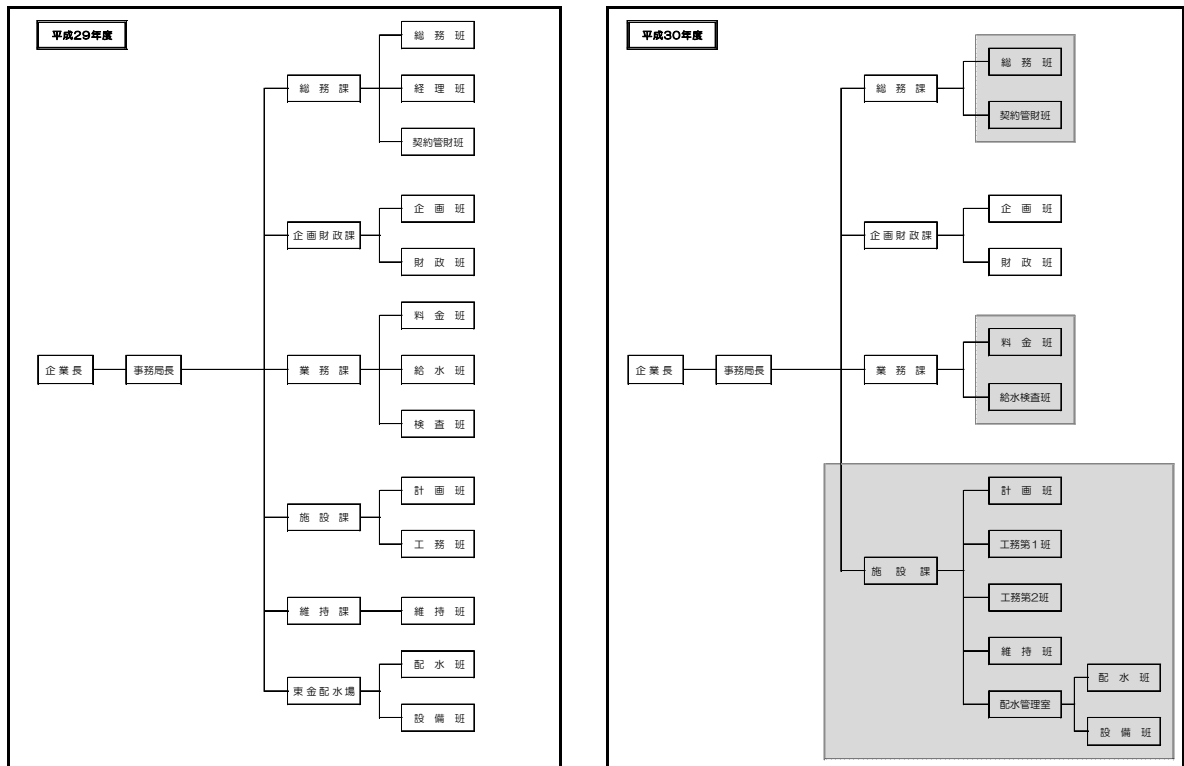 平成29年度
企業長
事務局長
総務課
総務班
経理班
契約管財班
企画財政課
企画班
財政班
業務課
料金班
給水班
検査班
施設課
計画班
工務班
維持課
維持班
東金配水場
配水班
設備班
平成30年度
企業長
事務局長
総務課
総務班
契約管財班
企画財政課
企画班
財政班
業務課
料金班
給水検査班
施設課
計画班
工務第1班
工務第2班
維持班
配水管理室
配水班
設備班